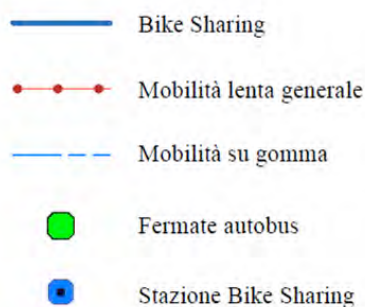 Bike Sharing
Mobilità lenta generale
Mobilità su gomma
Fermate autobus
Stazione Bike Sharing